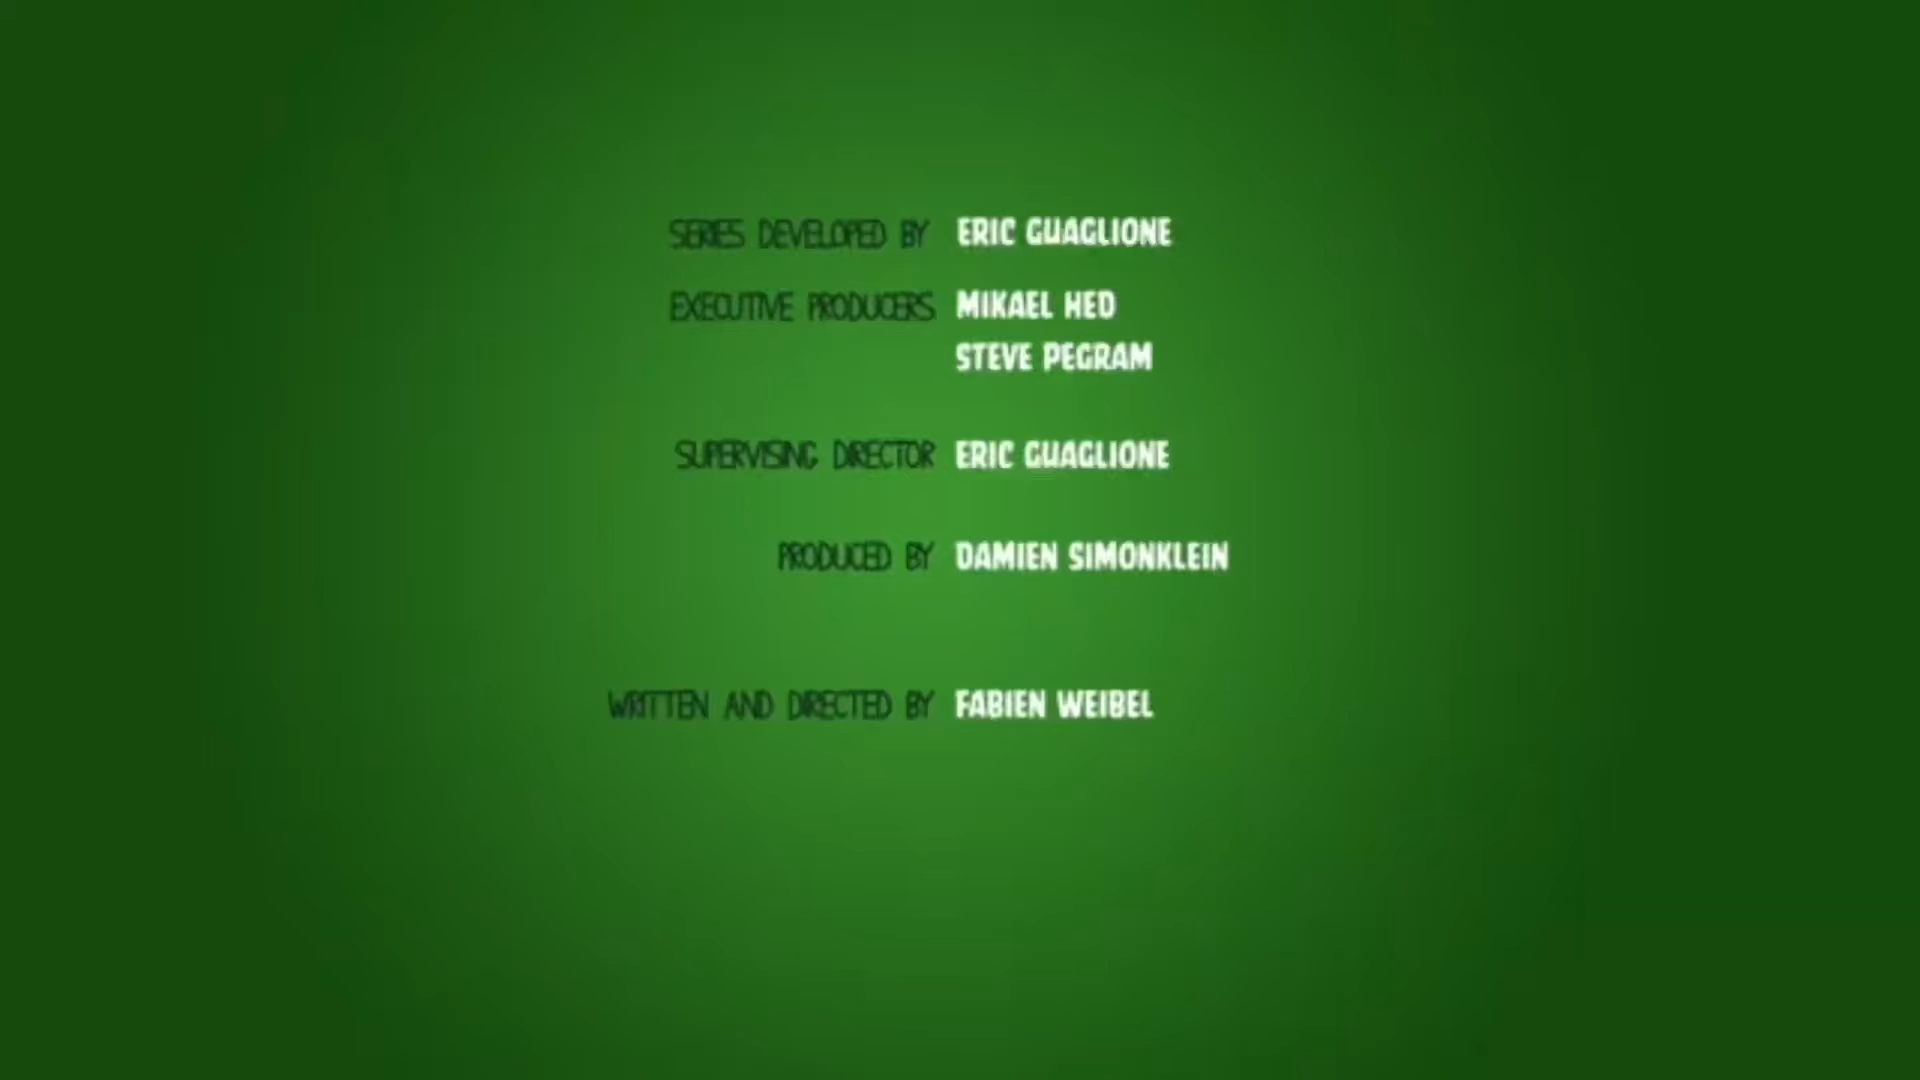 SERIES DEVELOPED BY ERIC GUAGLIONE
EXECUTIVE PRODUCERS MIKAEL HED
STEVE PEGRAM
SUPERVISING DIRECTOR ERIC GUAGLIONE
PRODUCED BY DAMIEN SIMONKLEIN
WRITTEN AND DIRECTED BY FABIEN WEIBEL